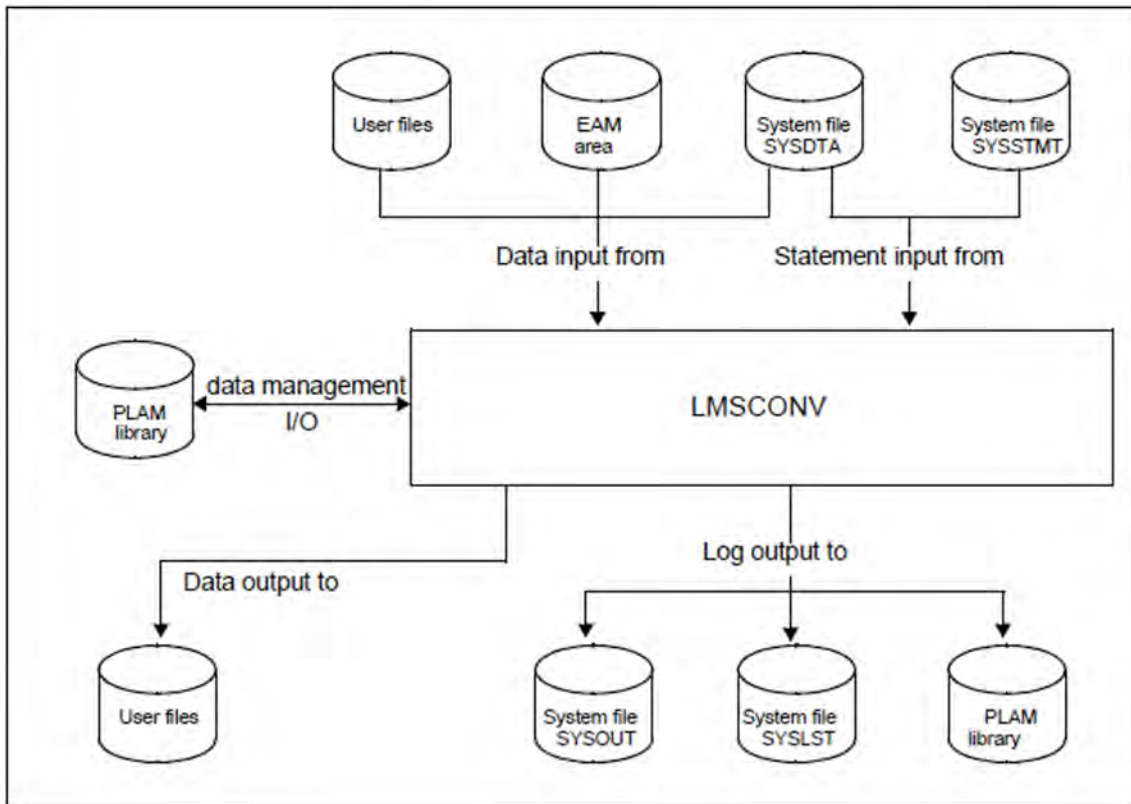 User files
EAM
area
System file
SYSDTA
System file
SYSSTMT
Data input from
Statement input from
PLAM
library
data management
I/O
LMSCONV
Data output to
Log output to
User files
System file
SYSOUT
System file
SYSLST
PLAM
library